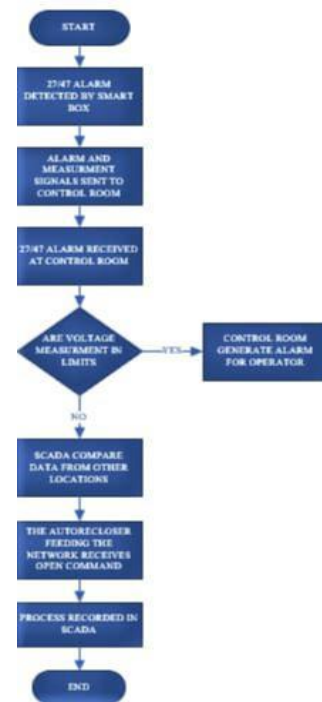 START
27/47 ALARM
DETECTED BY SMART
BOX
ALARM AND
MEASURMENT
SIGNALS SENT TO
CONTROL ROOM
27/47 ALARM RECEIVED
AT CONTROL ROOM
ARE VOLTAGE
MEASURMENT IN
LIMITS
YES
CONTROL ROOM
GENERATE ALARM
FOR OPERATOR
NO
SCADA COMPARE
DATA FROM OTHER
LOCATIONS
THE AUTORECLOSER
FEEDING THE
NETWORK RECEIVES
OPEN COMMAND
PROCESS RECORDED IN
SCADA
END